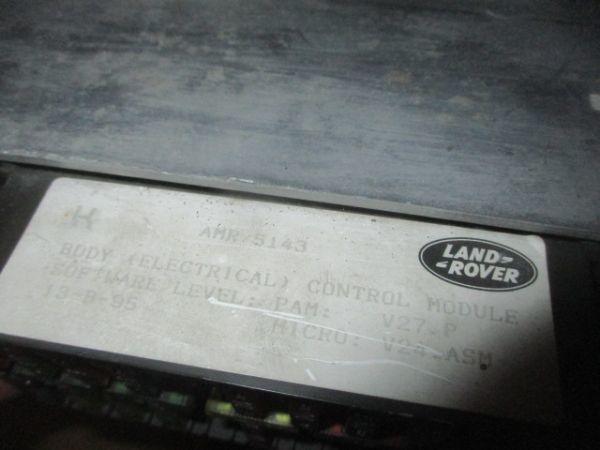 H
AMR 5143
LAND-
-ROVER
BODY (ELECTRICAL) CONTROL MODULE
SOFTWARE LEVEL: PAM: V27.P
MICRO: V24.ASM
13-8-95